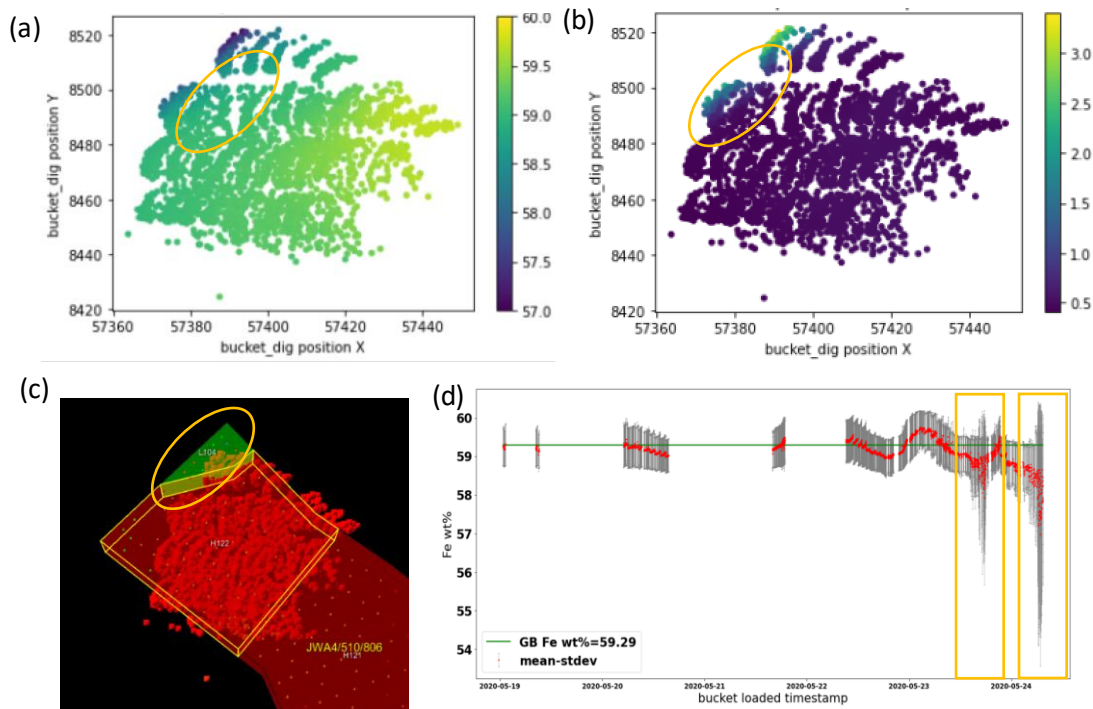 (a)
8520
8500
8480
8460
8440
8420
57360 57380 57400 57420 57440
bucket_dig position X
bucket_dig position Y
60.0
59.5
59.0
58.5
58.0
57.5
57.0
(b)
8520
8500
8480
8460
8440
8420
57360 57380 57400 57420 57440
bucket_dig position X
bucket_dig position Y
3.0
2.5
2.0
1.5
1.0
0.5
(c)
L104
H122
JWA4/510/806
H121
(d)
60
59
58
57
56
55
54
Fe wt%
GB Fe wt%=59.29
mean-stdev
2020-05-19 2020-05-20 2020-05-21 2020-05-22 2020-05-23 2020-05-24
bucket loaded timestamp